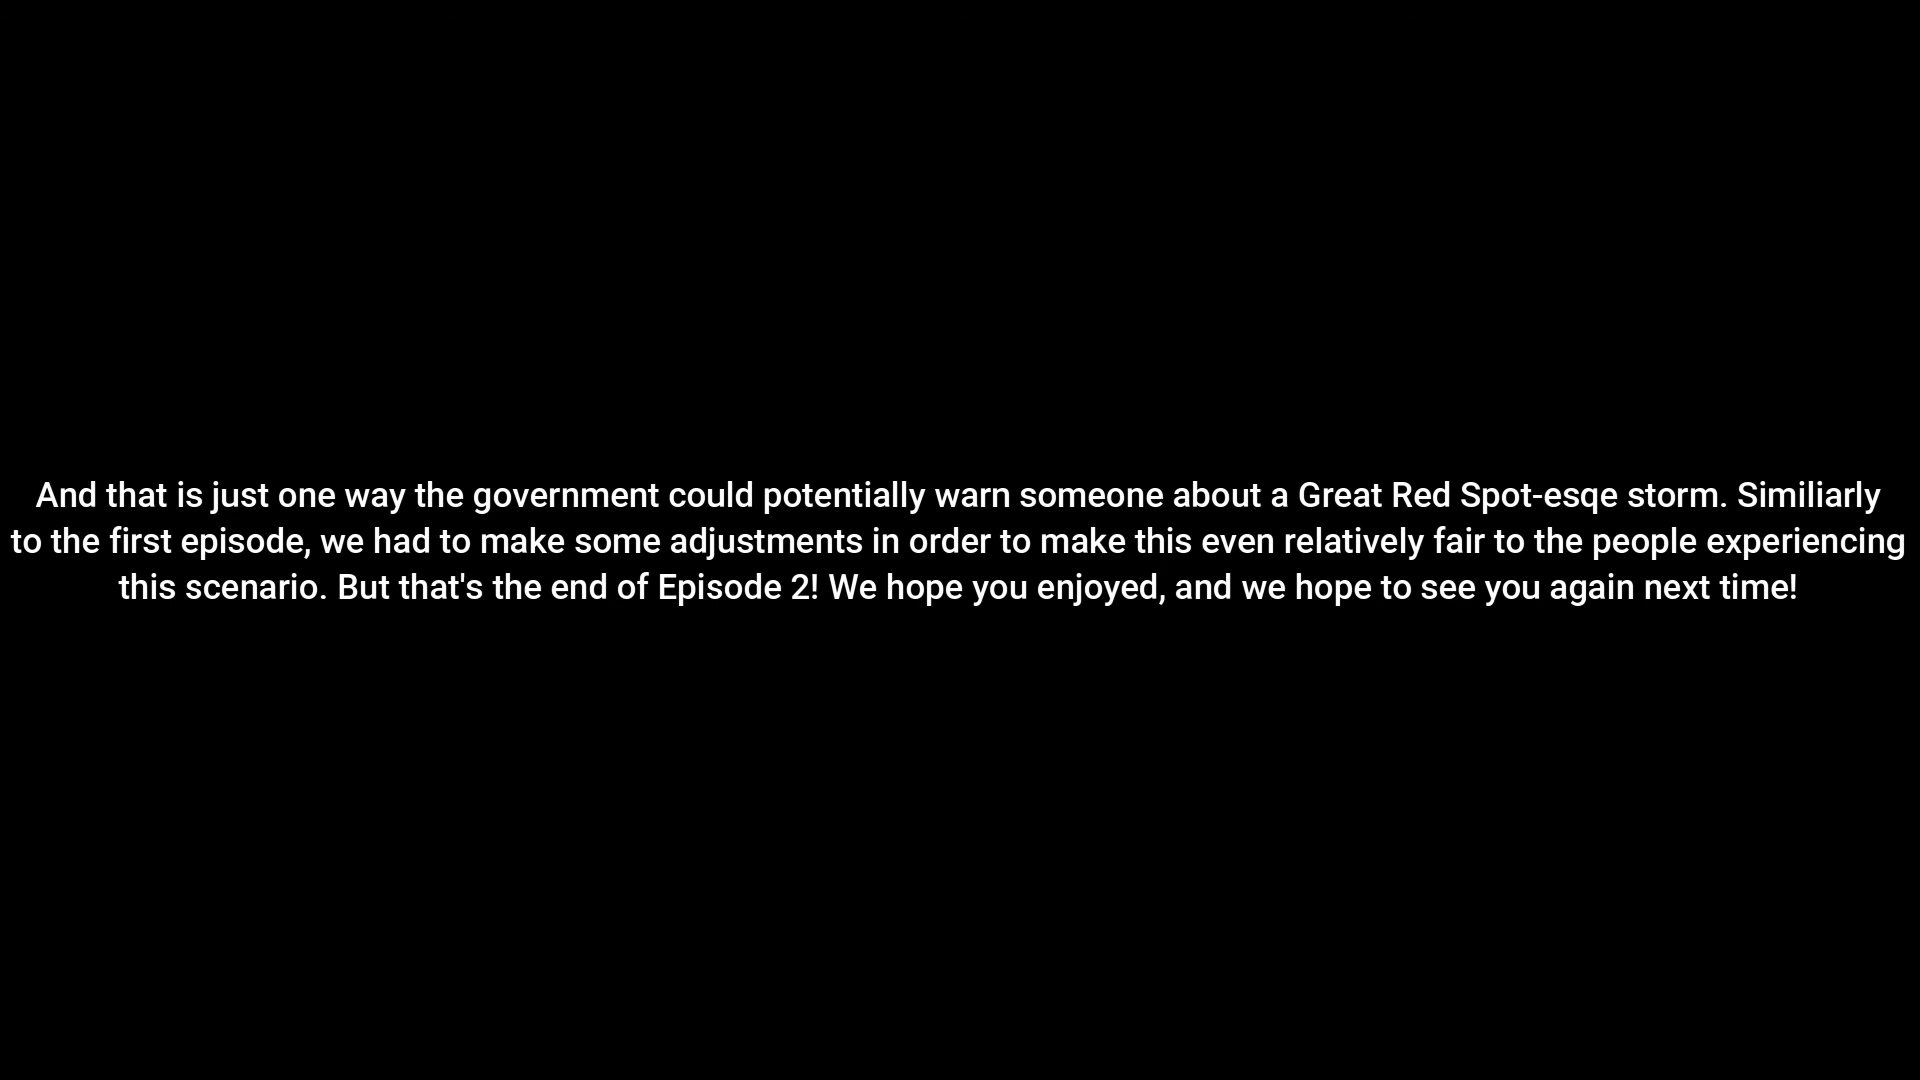 And that is just one way the government could potentially warn someone about a Great Red Spot-esqe storm. Similiarly
to the first episode, we had to make some adjustments in order to make this even relatively fair to the people experiencing
this scenario. But that's the end of Episode 2! We hope you enjoyed, and we hope to see you again next time!